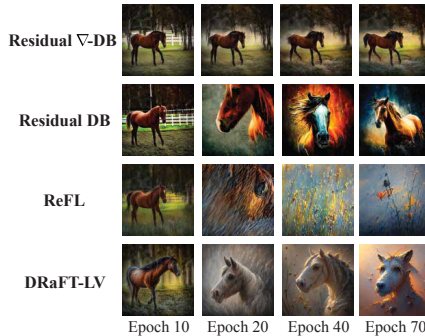 Residual ∇-DB
Residual DB
ReFL
DRaFT-LV
Epoch 10 Epoch 20 Epoch 40 Epoch 70